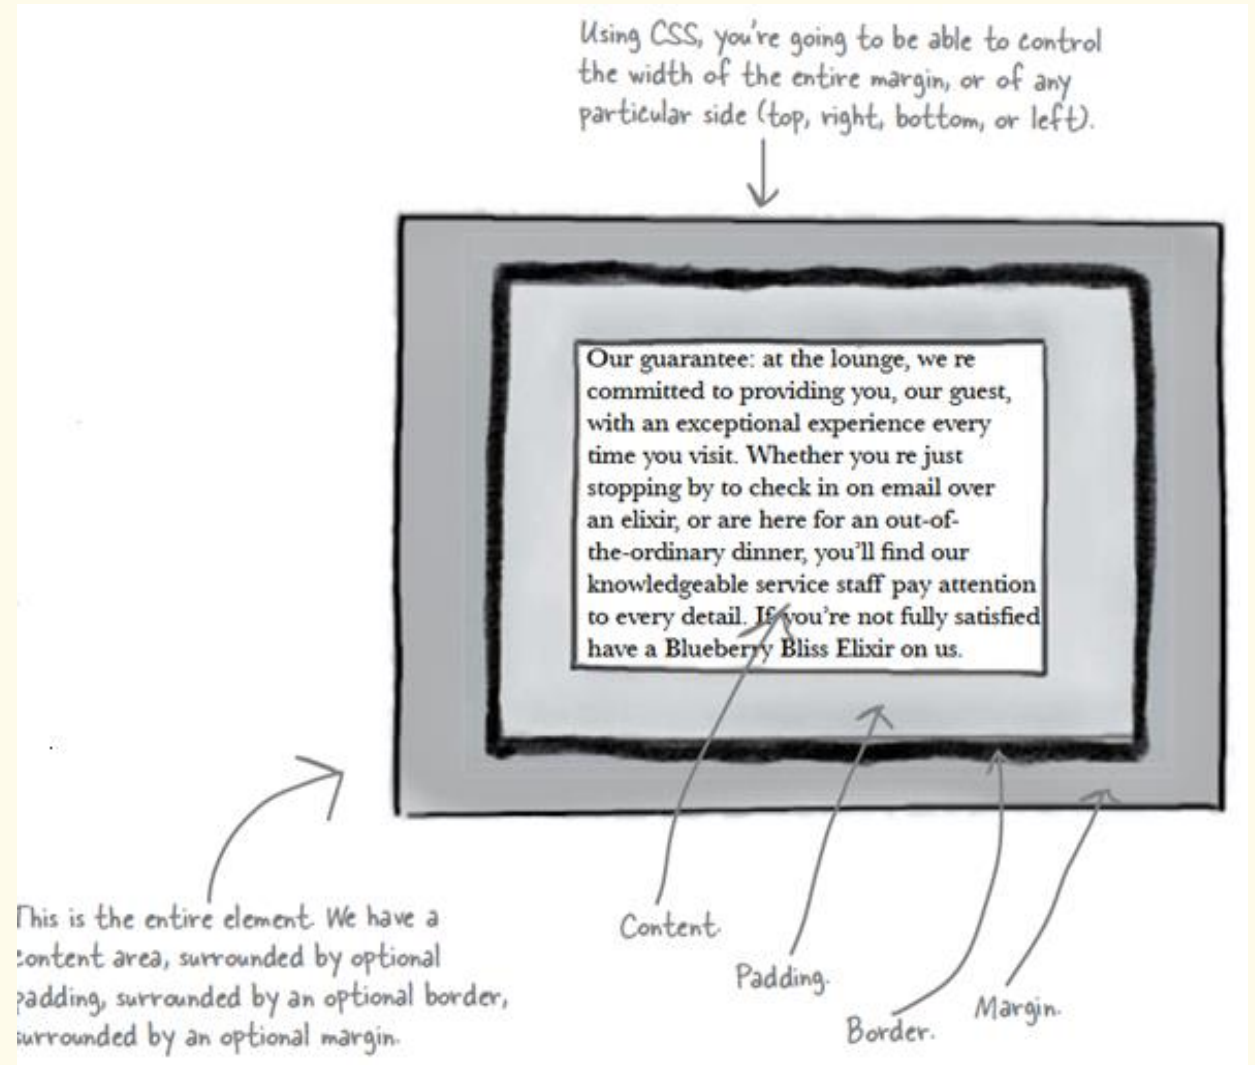 Using CSS, you're going to be able to control
the width of the entire margin, or of any
particular side (top, right, bottom, or left).
Our guarantee: at the lounge, we re
committed to providing you, our guest,
with an exceptional experience every
time you visit. Whether you re just
stopping by to check in on email over
an elixir, or are here for an out-of-
the-ordinary dinner, you'll find our
knowledgeable service staff pay attention
to every detail. If you're not fully satisfied
have a Blueberry Bliss Elixir on us.
This is the entire element. We have a
content area, surrounded by optional
padding, surrounded by an optional border,
surrounded by an optional margin.
Content.
Padding.
Border.
Margin.